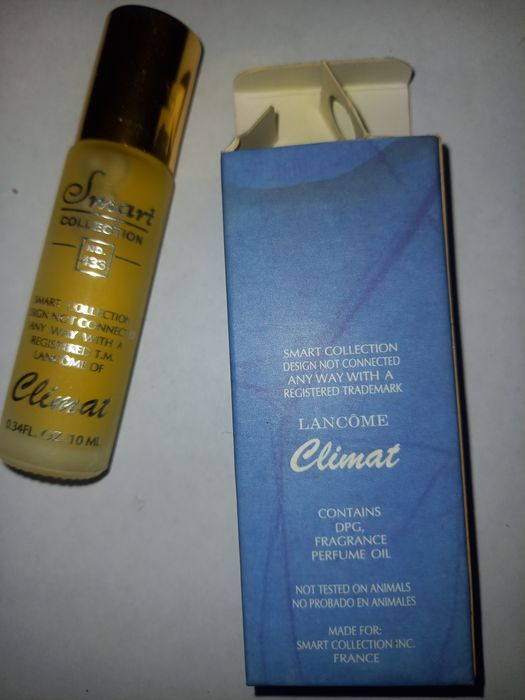 Smart
COLLECTION
NO.
433
SMART COLLECTION
DESIGN NOT CONNECTED
ANY WAY WITH A
REGISTERED T.M.
LANCÔME OF
Climat
0.34FL. OZ. 10 ML
SMART COLLECTION
DESIGN NOT CONNECTED
ANY WAY WITH A
REGISTERED TRADEMARK
LANCÔME
Climat
CONTAINS
DPG,
FRAGRANCE
PERFUME OIL
NOT TESTED ON ANIMALS
NO PROBADO EN ANIMALES
MADE FOR:
SMART COLLECTION INC.
FRANCE